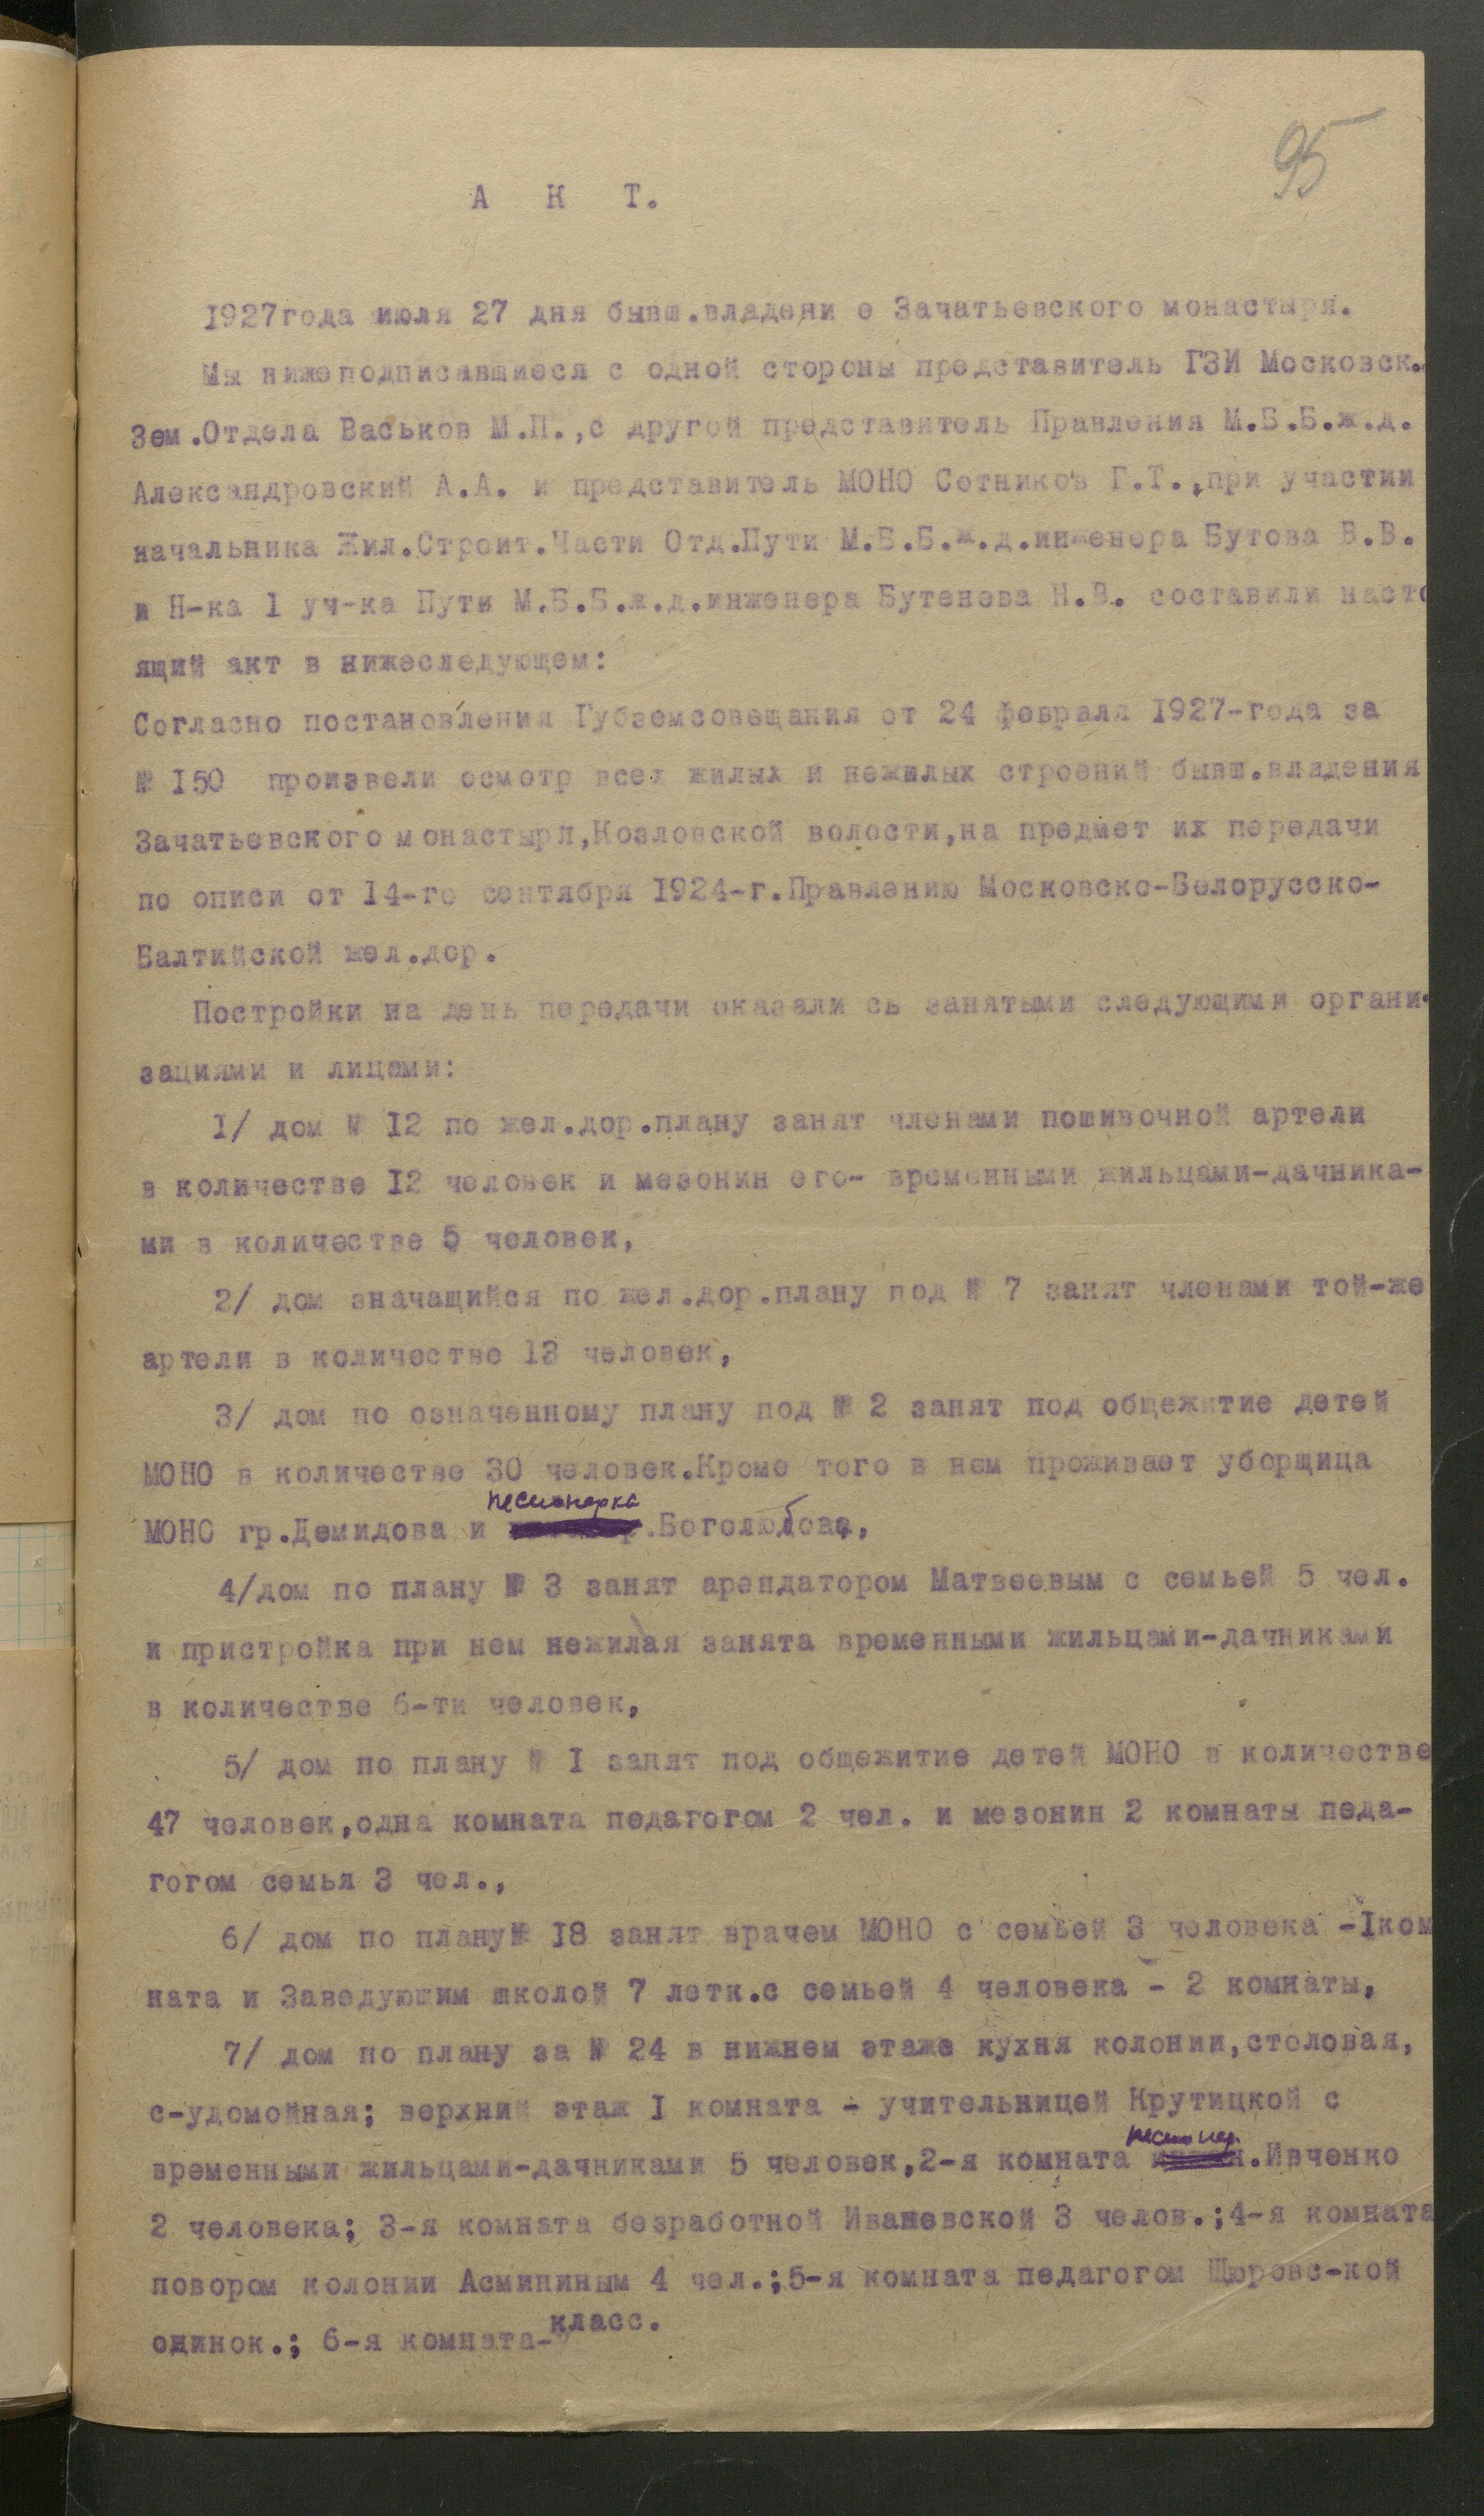 95
А К Т.
1927года июля 27 дня бывш.владени е Зачатьевского монастыря.
Мы нижеподписавшиеся с одной стороны представитель ГЗИ Московск.
Зем.Отдела Васьков М.П.,с другой представитель Правления М.Б.Б.ж.д.
Александровский А.А. и представитель МОНО Сотников Г.Т.,при участии
начальника Жил.Строит.Части Отд.Пути М.Б.Б.ж.д.инженера Бутова В.В.
и Н-ка 1 уч-ка Пути М.Б.Б.ж.д.инженера Бутенева Н.В. составили насто
ящий акт в нижеследующем:
Согласно постановления Губземсовещания от 24 февраля 1927-года за
№ 150 произвели осмотр всех жилых и нежилых строений бывш.владения
Зачатьевского монастыря,Козловской волости,на предмет их передачи
по описи от 14-го сентября 1924-г.Правлению Московско-Белорусско-
Балтийской жел.дор.
Постройки на день передачи оказали сь занятыми следующими органи-
зациями и лицами:
1/ дом № 12 по жел.дор.плану занят членами пошивочной артели
в количестве 12 человек и мезонин его- временными жильцами-дачника-
ми в количестве 5 человек,
2/ дом значащийся по жел.дор.плану под № 7 занят членами той-же
артели в количестве 13 человек,
3/ дом по означенному плану под № 2 занят под общежитие детей
МОНО в количестве 30 человек.Кроме того в нем проживает уборщица
песионерка
МОНО гр.Демидова и .Боголюбова,
4/дом по плану № 3 занят арендатором Матвеевым с семьей 5 чел.
и пристройка при нем нежилая занята временными жильцами-дачниками
в количестве 6-ти человек,
5/ дом по плану № I занят под общежитие детей МОНО в количестве
47 человек,одна комната педагогом 2 чел. и мезонин 2 комнаты педа-
гогом семья 3 чел.,
6/ дом по плану№ 18 занят врачем МОНО с семьей 3 человека -1ком
ната и Заведующим школой 7 летк.с семьей 4 человека - 2 комнаты,
7/ дом по плану за № 24 в нижнем этаже кухня колонии,столовая,
с-удомойная; верхний этаж I комната - учительницей Крутицкой с
песионер.
временными жильцами-дачниками 5 человек,2-я комната .Ивченко
2 человека; 3-я комната безработной Иваневской 3 челов.;4-я комната
повором колонии Асмининым 4 чел.;5-я комната педагогом Щюровс-кой
одинок.; 6-я комната-класс.